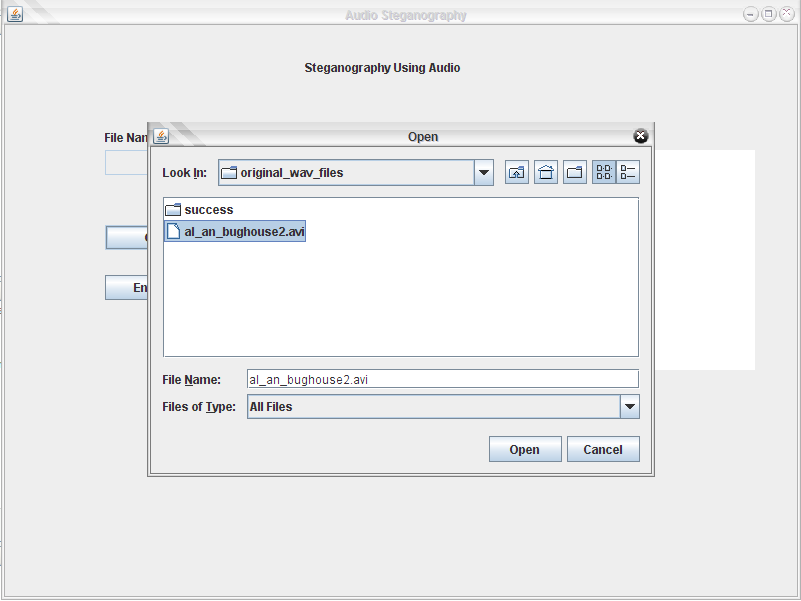 Audio Steganography
Steganography Using Audio
File Nam
Open
Look In:
original_wav_files
success
al_an_bughouse2.avi
En
File Name:
al_an_bughouse2.avi
Files of Type:
All Files
Open
Cancel